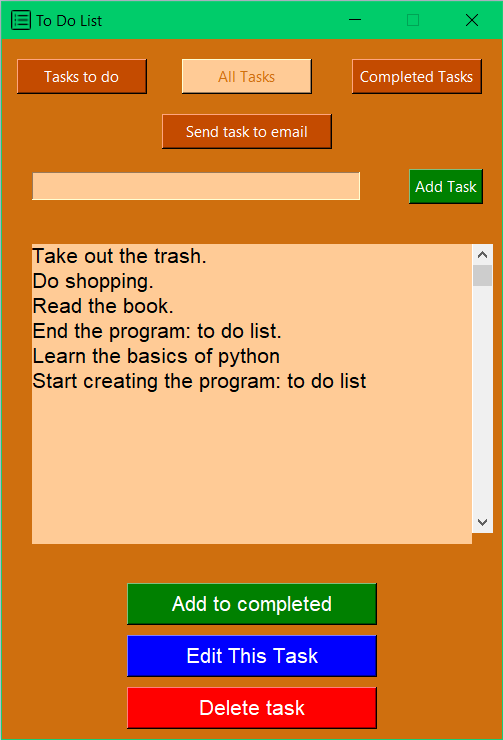 To Do List
Tasks to do
All Tasks
Completed Tasks
Send task to email
Add Task
Take out the trash.
Do shopping.
Read the book.
End the program: to do list.
Learn the basics of python
Start creating the program: to do list
Add to completed
Edit This Task
Delete task